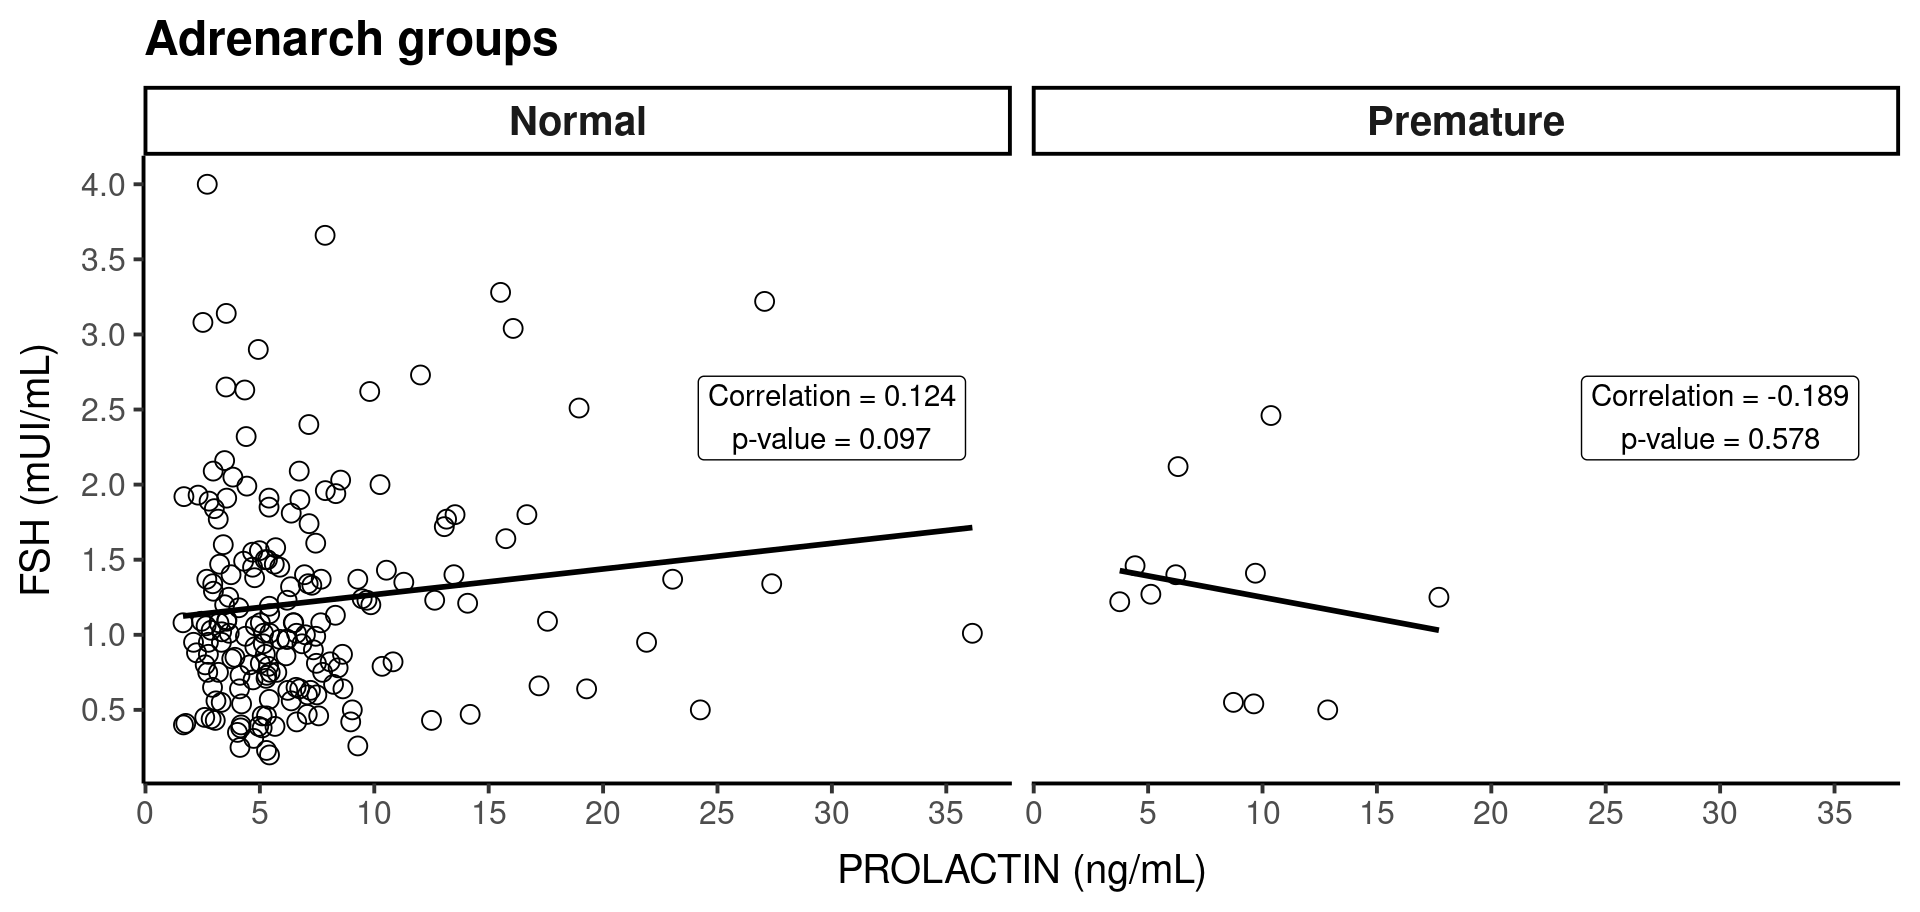 Adrenarch groups
Normal
Premature
4.0
3.5
3.0
2.5
2.0
1.5
1.0
0.5
FSH (mUI/mL)
Correlation = 0.124
p-value = 0.097
Correlation = -0.189
p-value = 0.578
0 5 10 15 20 25 30 35
0 5 10 15 20 25 30 35
PROLACTIN (ng/mL)